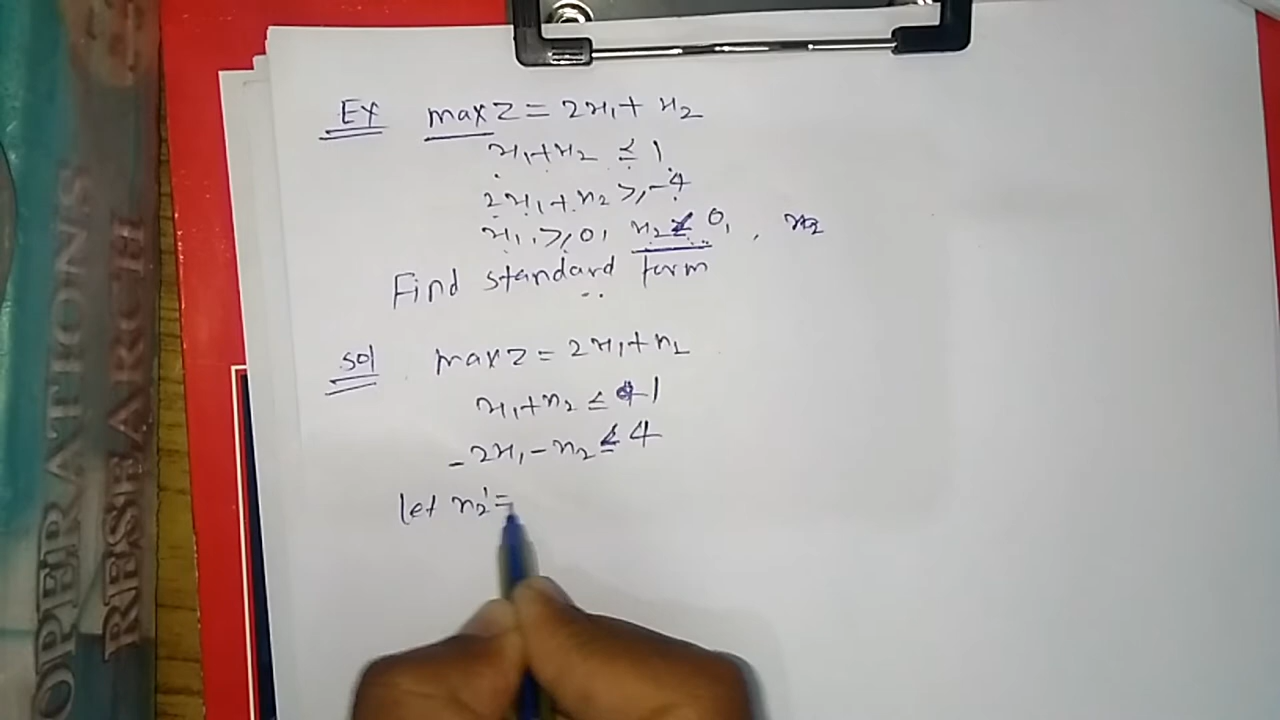 OPERATIONS
RESEARCH
Ex max Z = 2x₁ + x₂
x₁ + x₂ ≤ 1
2x₁ + x₂ ≥ -4
x₁ ≥ 0, x₂ ≤ 0, , x₂
Find standard form
Sol max Z = 2x₁ + x₂
x₁ + x₂ ≤ 1
-2x₁ - x₂ ≤ 4
let x₂' =